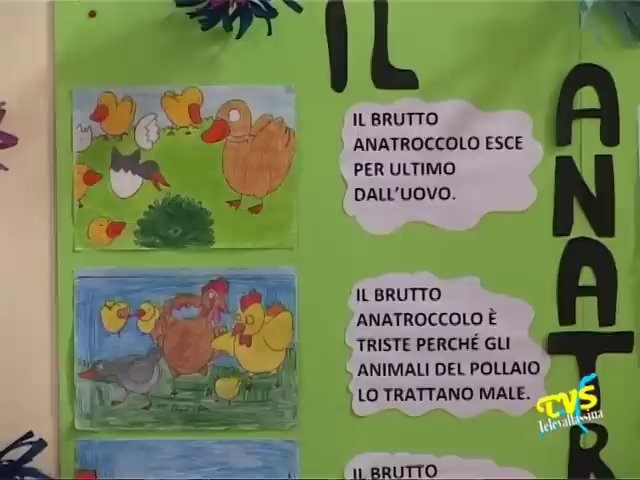 IL
IL BRUTTO
ANATROCCOLO ESCE
PER ULTIMO
DALL'UOVO.
IL BRUTTO
ANATROCCOLO È
TRISTE PERCHÉ GLI
ANIMALI DEL POLLAIO
LO TRATTANO MALE.
IL BRUTTO
ANATR
TVS
Televallassina